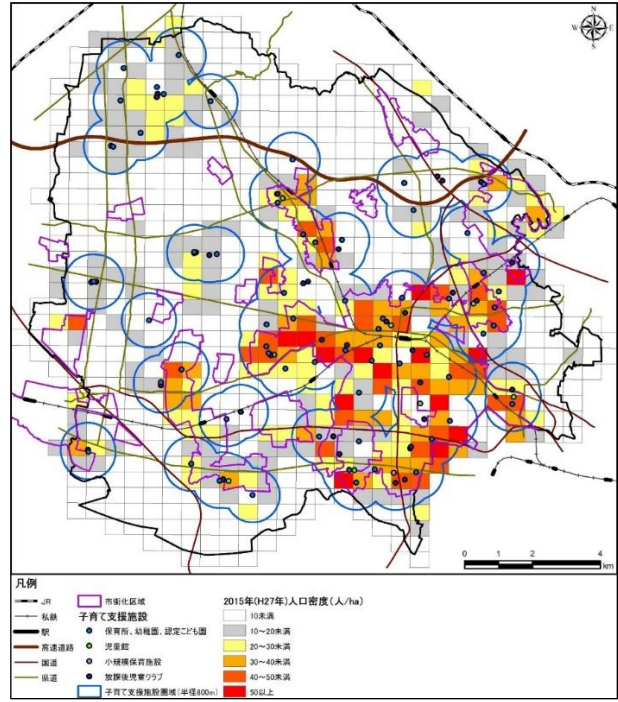 N
W E
S
0 1 2 4
km
凡例
JR
私鉄
駅
高速道路
国道
県道
市街化区域
子育て支援施設
保育所、幼稚園、認定こども園
児童館
小規模保育施設
放課後児童クラブ
子育て支援施設圏域(半径800m)
2015年(H27年)人口密度(人/ha)
10未満
10~20未満
20~30未満
30~40未満
40~50未満
50以上